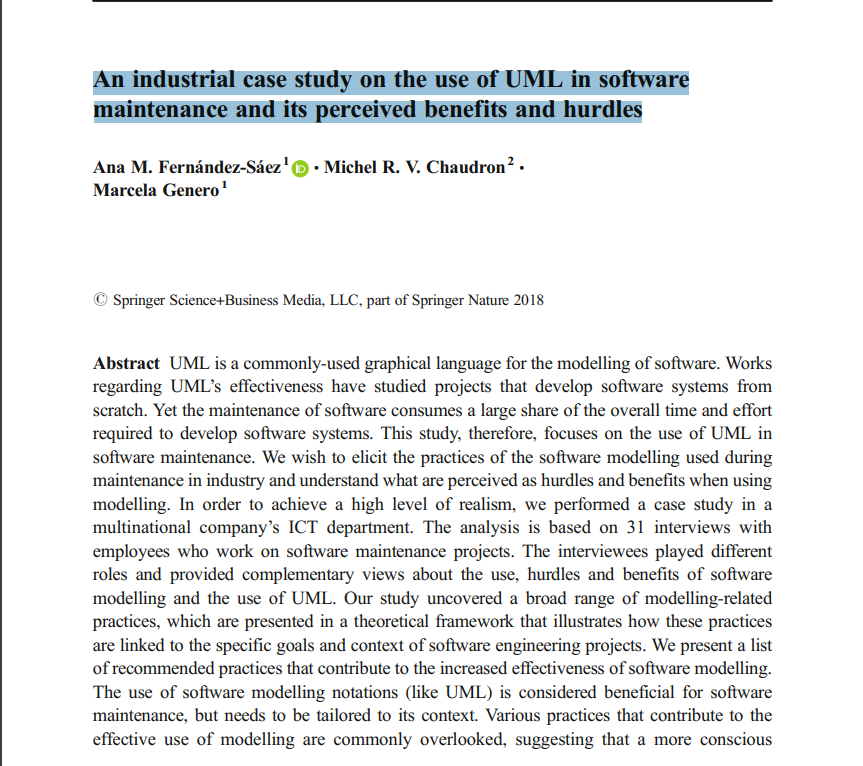 An industrial case study on the use of UML in software
maintenance and its perceived benefits and hurdles
Ana M. Fernández-Sáez1 iD · Michel R. V. Chaudron2 ·
Marcela Genero1
© Springer Science+Business Media, LLC, part of Springer Nature 2018
Abstract UML is a commonly-used graphical language for the modelling of software. Works
regarding UML's effectiveness have studied projects that develop software systems from
scratch. Yet the maintenance of software consumes a large share of the overall time and effort
required to develop software systems. This study, therefore, focuses on the use of UML in
software maintenance. We wish to elicit the practices of the software modelling used during
maintenance in industry and understand what are perceived as hurdles and benefits when using
modelling. In order to achieve a high level of realism, we performed a case study in a
multinational company's ICT department. The analysis is based on 31 interviews with
employees who work on software maintenance projects. The interviewees played different
roles and provided complementary views about the use, hurdles and benefits of software
modelling and the use of UML. Our study uncovered a broad range of modelling-related
practices, which are presented in a theoretical framework that illustrates how these practices
are linked to the specific goals and context of software engineering projects. We present a list
of recommended practices that contribute to the increased effectiveness of software modelling.
The use of software modelling notations (like UML) is considered beneficial for software
maintenance, but needs to be tailored to its context. Various practices that contribute to the
effective use of modelling are commonly overlooked, suggesting that a more conscious